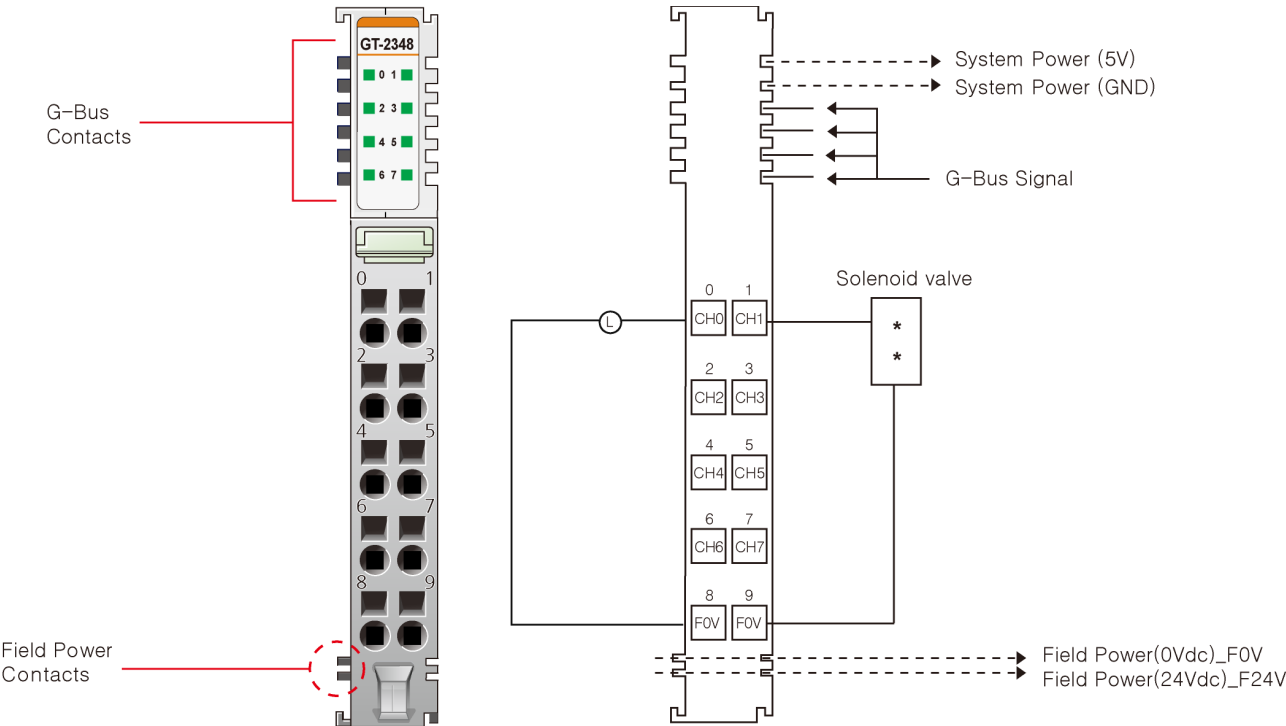 GT-2348
0 1
2 3
4 5
6 7
G-Bus
Contacts
0 1
2 3
4 5
6 7
8 9
Field Power
Contacts
System Power (5V)
System Power (GND)
G-Bus Signal
Solenoid valve
0 1
L CH0 CH1
*
*
2 3
CH2 CH3
4 5
CH4 CH5
6 7
CH6 CH7
8 9
F0V F0V
Field Power(0Vdc)_F0V
Field Power(24Vdc)_F24V